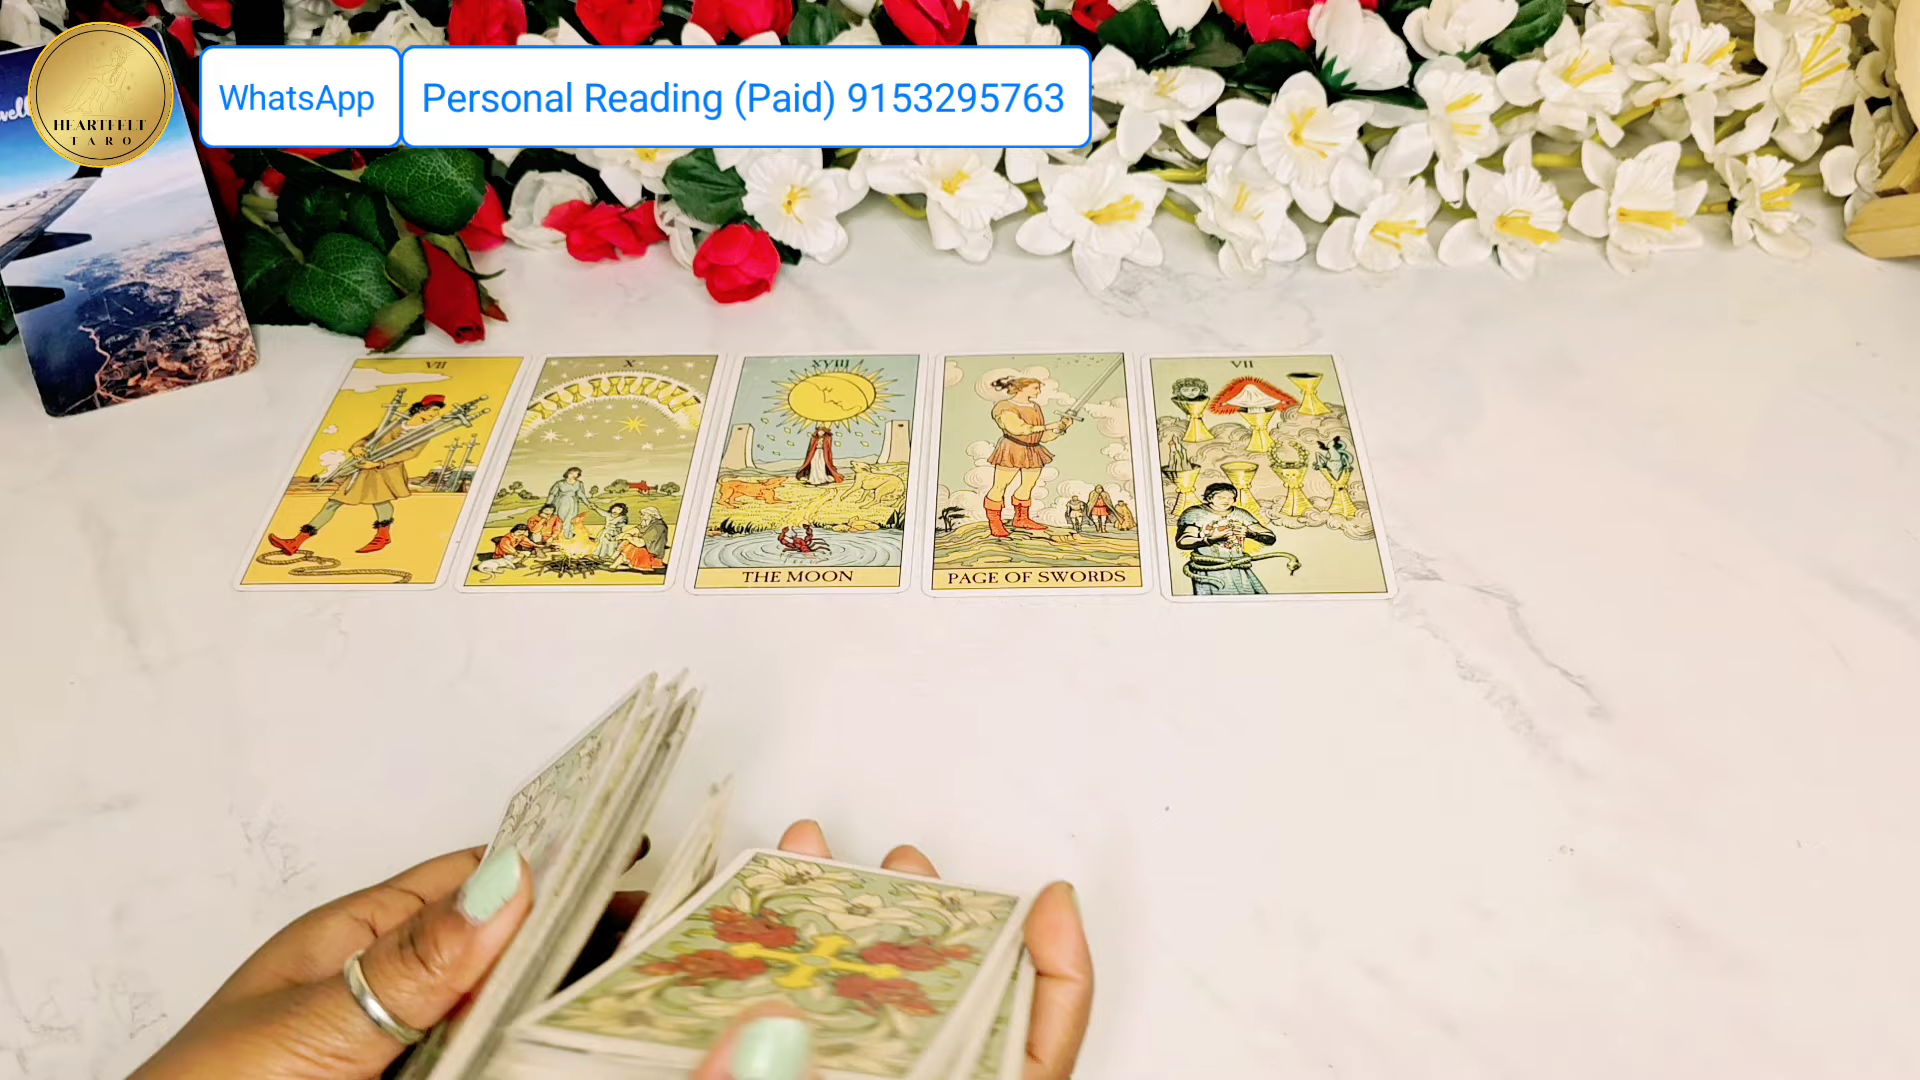 HEARTFELT
TARO
WhatsApp
Personal Reading (Paid) 9153295763
VII
X
XVIII
THE MOON
PAGE OF SWORDS
VII